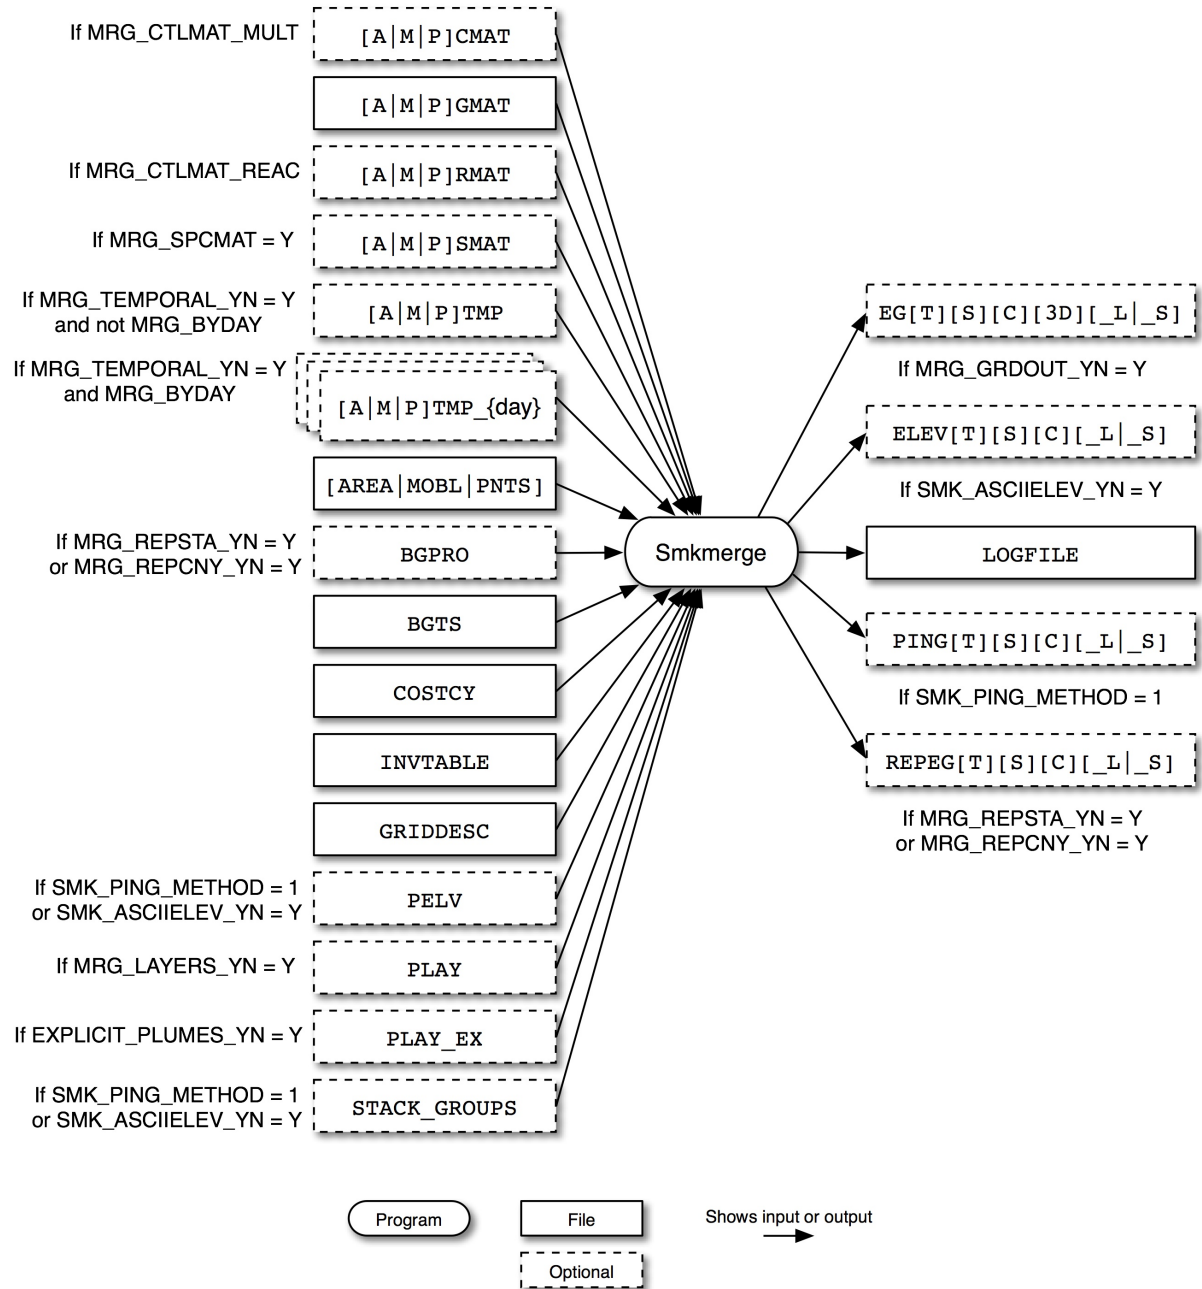 If MRG_CTLMAT_MULT
[A|M|P]CMAT
[A|M|P]GMAT
If MRG_CTLMAT_REAC
[A|M|P]RMAT
If MRG_SPCMAT = Y
[A|M|P]SMAT
If MRG_TEMPORAL_YN = Y
and not MRG_BYDAY
[A|M|P]TMP
If MRG_TEMPORAL_YN = Y
and MRG_BYDAY
[A|M|P]TMP_{day}
[AREA|MOBL|PNTS]
If MRG_REPSTA_YN = Y
or MRG_REPCNY_YN = Y
BGPRO
BGTS
COSTCY
INVTABLE
GRIDDESC
If SMK_PING_METHOD = 1
or SMK_ASCIIELEV_YN = Y
PELV
If MRG_LAYERS_YN = Y
PLAY
If EXPLICIT_PLUMES_YN = Y
PLAY_EX
If SMK_PING_METHOD = 1
or SMK_ASCIIELEV_YN = Y
STACK_GROUPS
Smkmerge
EG[T][S][C][3D][_L|_S]
If MRG_GRDOUT_YN = Y
ELEV[T][S][C][_L|_S]
If SMK_ASCIIELEV_YN = Y
LOGFILE
PING[T][S][C][_L|_S]
If SMK_PING_METHOD = 1
REPEG[T][S][C][_L|_S]
If MRG_REPSTA_YN = Y
or MRG_REPCNY_YN = Y
Program
File
Shows input or output
Optional